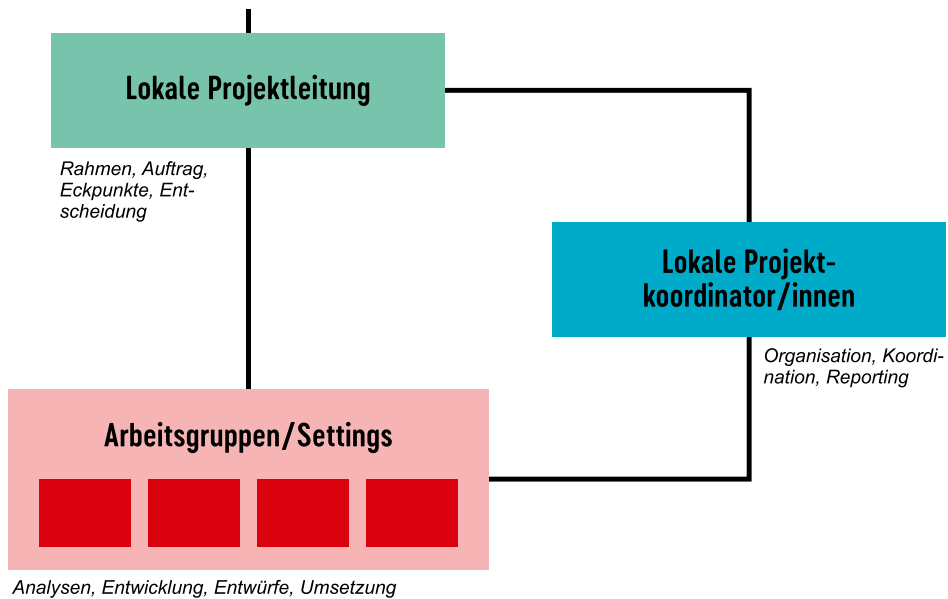 Lokale Projektleitung
Rahmen, Auftrag,
Eckpunkte, Ent-
scheidung
Lokale Projekt-
koordinator/innen
Organisation, Koordi-
nation, Reporting
Arbeitsgruppen/Settings
Analysen, Entwicklung, Entwürfe, Umsetzung